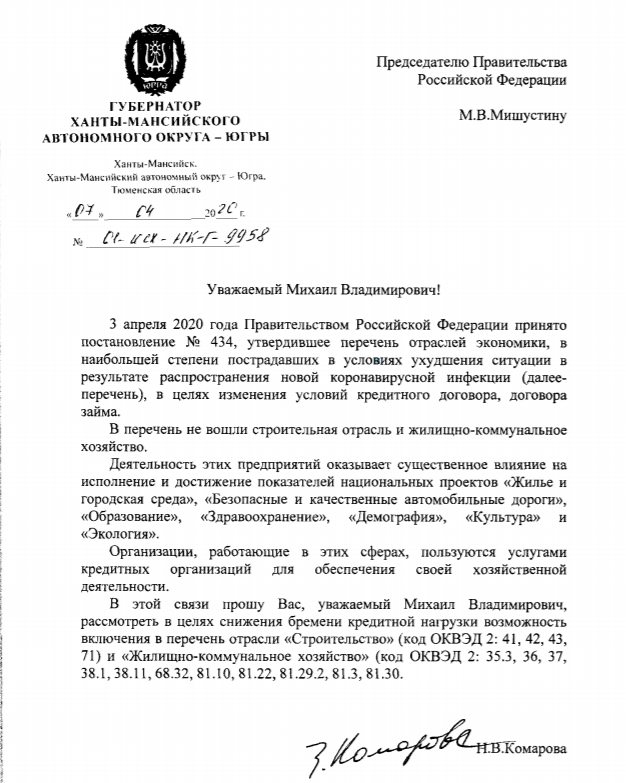 ЮГРА
ГУБЕРНАТОР
ХАНТЫ-МАНСИЙСКОГО
АВТОНОМНОГО ОКРУГА – ЮГРЫ
Ханты-Мансийск.
Ханты-Мансийский автономный округ – Югра.
Тюменская область
«07» 04 2020 г.
№ 01-исх-НК-Г-9958
Председателю Правительства
Российской Федерации
М.В.Мишустину
Уважаемый Михаил Владимирович!
3 апреля 2020 года Правительством Российской Федерации принято
постановление № 434, утвердившее перечень отраслей экономики, в
наибольшей степени пострадавших в условиях ухудшения ситуации в
результате распространения новой коронавирусной инфекции (далее-
перечень), в целях изменения условий кредитного договора, договора
займа.
В перечень не вошли строительная отрасль и жилищно-коммунальное
хозяйство.
Деятельность этих предприятий оказывает существенное влияние на
исполнение и достижение показателей национальных проектов «Жилье и
городская среда», «Безопасные и качественные автомобильные дороги»,
«Образование», «Здравоохранение», «Демография», «Культура» и
«Экология».
Организации, работающие в этих сферах, пользуются услугами
кредитных организаций для обеспечения своей хозяйственной
деятельности.
В этой связи прошу Вас, уважаемый Михаил Владимирович,
рассмотреть в целях снижения бремени кредитной нагрузки возможность
включения в перечень отрасли «Строительство» (код ОКВЭД 2: 41, 42, 43,
71) и «Жилищно-коммунальное хозяйство» (код ОКВЭД 2: 35.3, 36, 37,
38.1, 38.11, 68.32, 81.10, 81.22, 81.29.2, 81.3, 81.30.
Комарова Н.В.Комарова